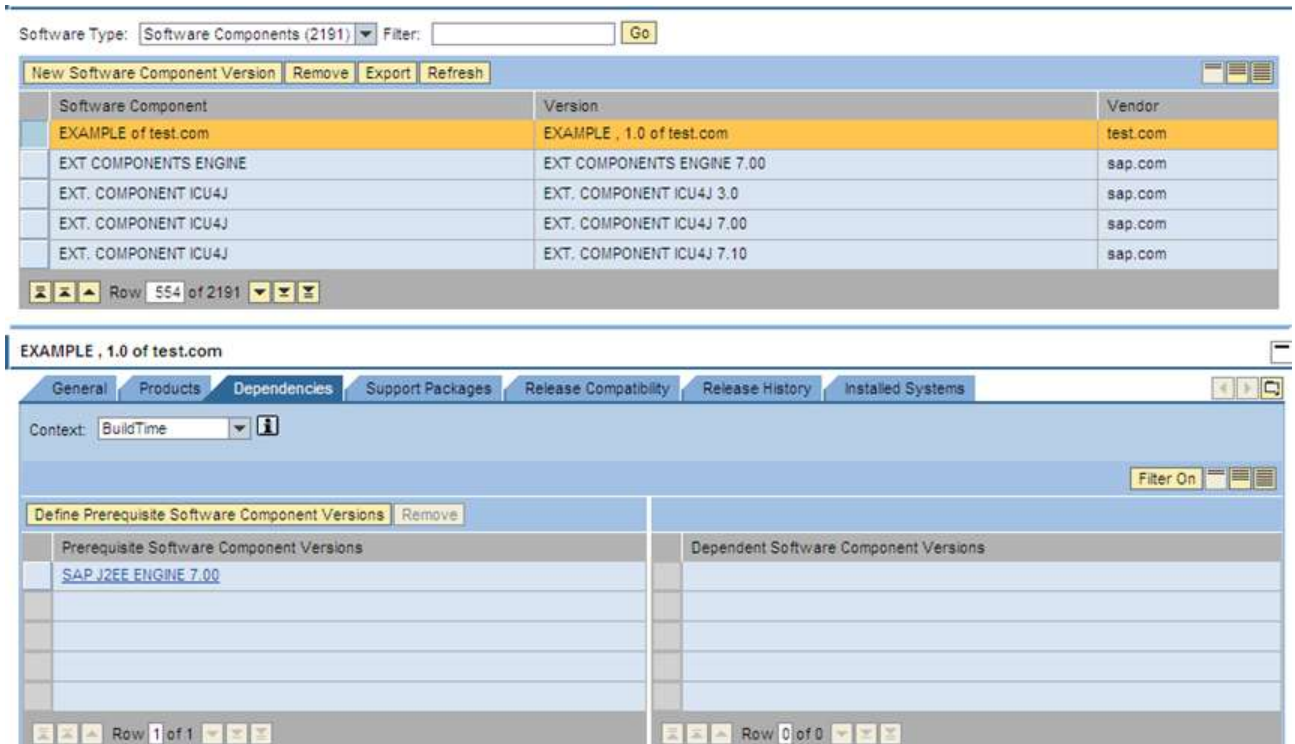 Software Type: Software Components (2191) Filter: Go
New Software Component Version Remove Export Refresh
Software Component Version Vendor
EXAMPLE of test.com EXAMPLE , 1.0 of test.com test.com
EXT COMPONENTS ENGINE EXT COMPONENTS ENGINE 7.00 sap.com
EXT. COMPONENT ICU4J EXT. COMPONENT ICU4J 3.0 sap.com
EXT. COMPONENT ICU4J EXT. COMPONENT ICU4J 7.00 sap.com
EXT. COMPONENT ICU4J EXT. COMPONENT ICU4J 7.10 sap.com
Row 554 of 2191
EXAMPLE , 1.0 of test.com
General Products Dependencies Support Packages Release Compatibility Release History Installed Systems
Context: BuildTime
Filter On
Define Prerequisite Software Component Versions Remove
Prerequisite Software Component Versions Dependent Software Component Versions
SAP J2EE ENGINE 7.00
Row 1 of 1 Row 0 of 0